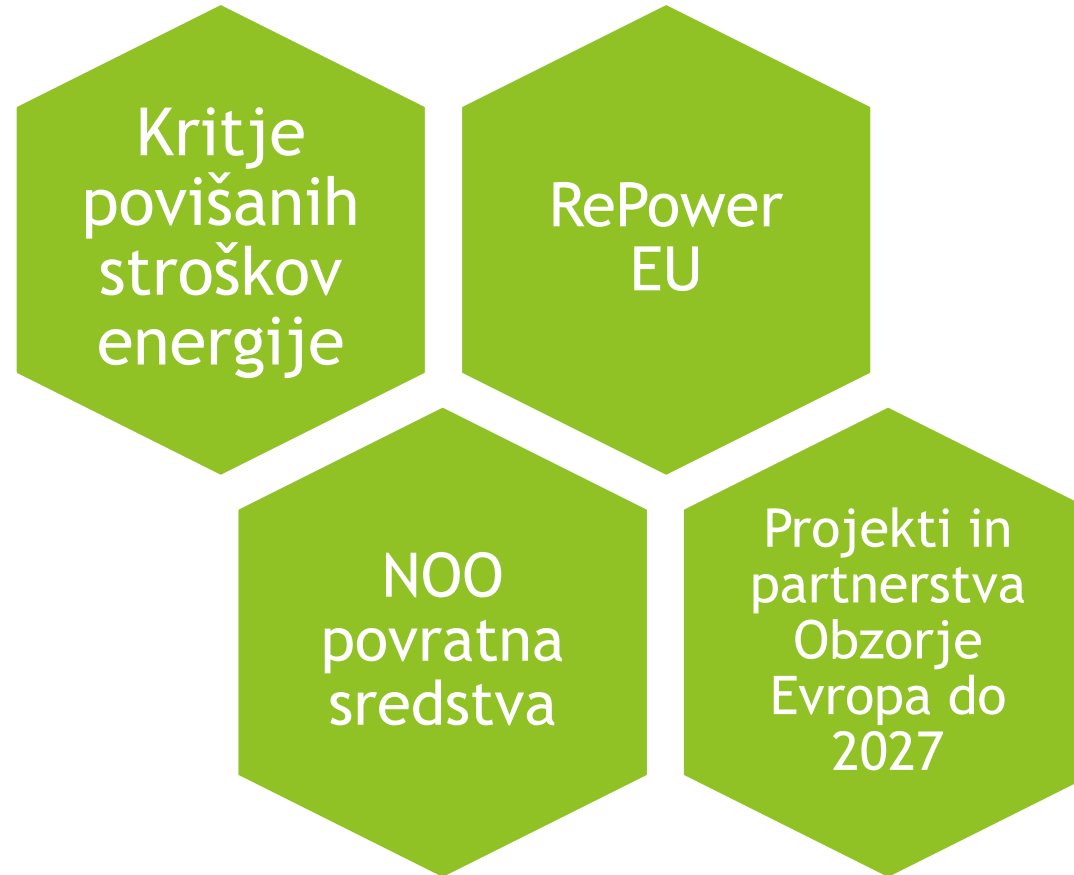 Kritje
povišanih
stroškov
energije
RePower
EU
NOO
povratna
sredstva
Projekti in
partnerstva
Obzorje
Evropa do
2027